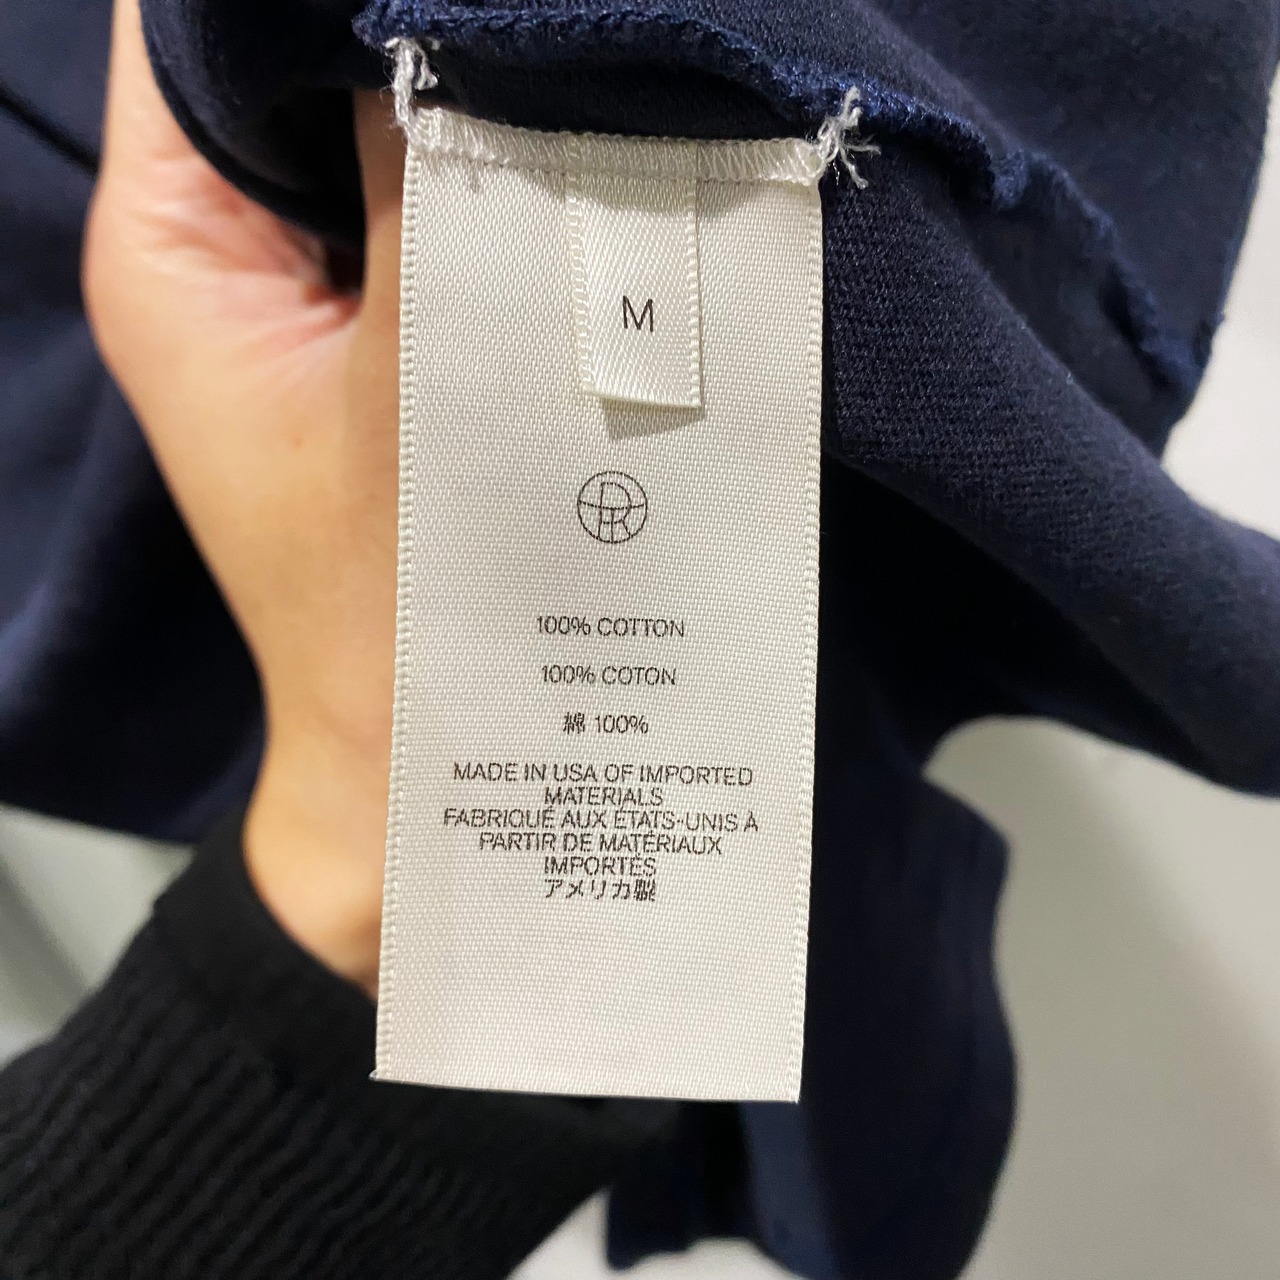 M
100% COTTON
100% COTON
綿 100%
MADE IN USA OF IMPORTED
MATERIALS
FABRIQUÉ AUX ÉTATS-UNIS À
PARTIR DE MATÉRIAUX
IMPORTÉS
アメリカ製